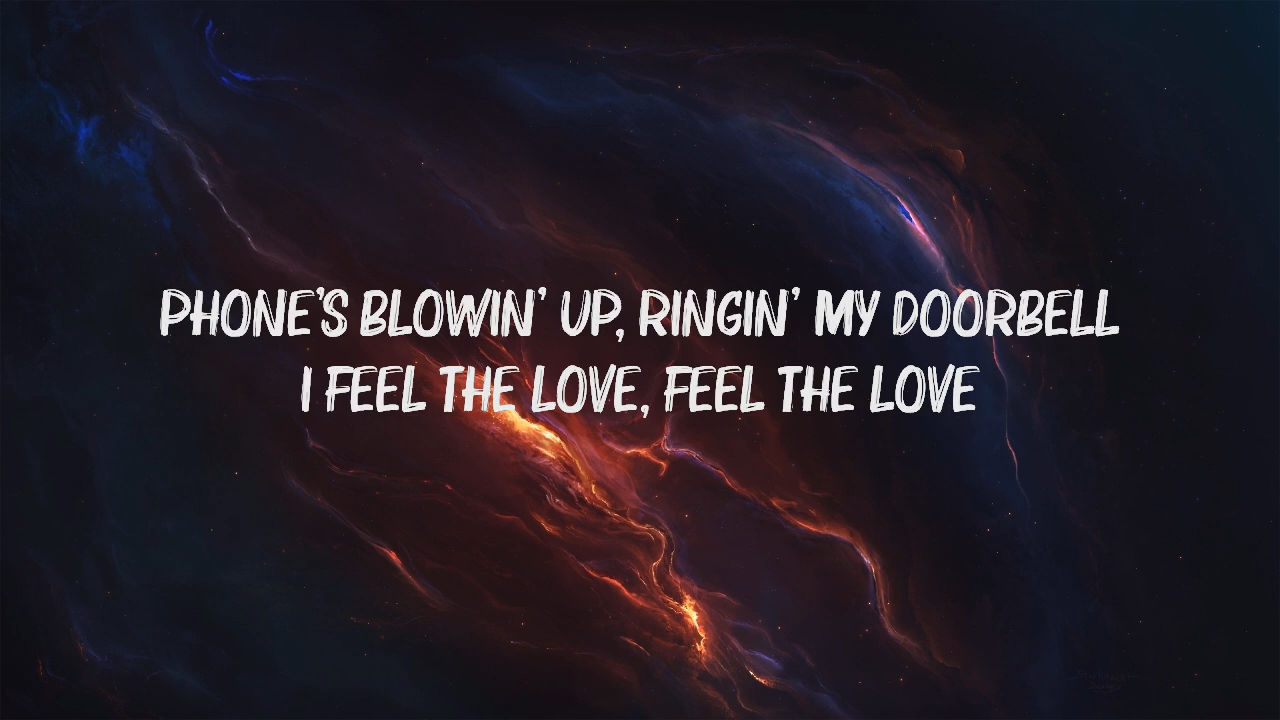 PHONE'S BLOWIN' UP, RINGIN' MY DOORBELL
I FEEL THE LOVE, FEEL THE LOVE